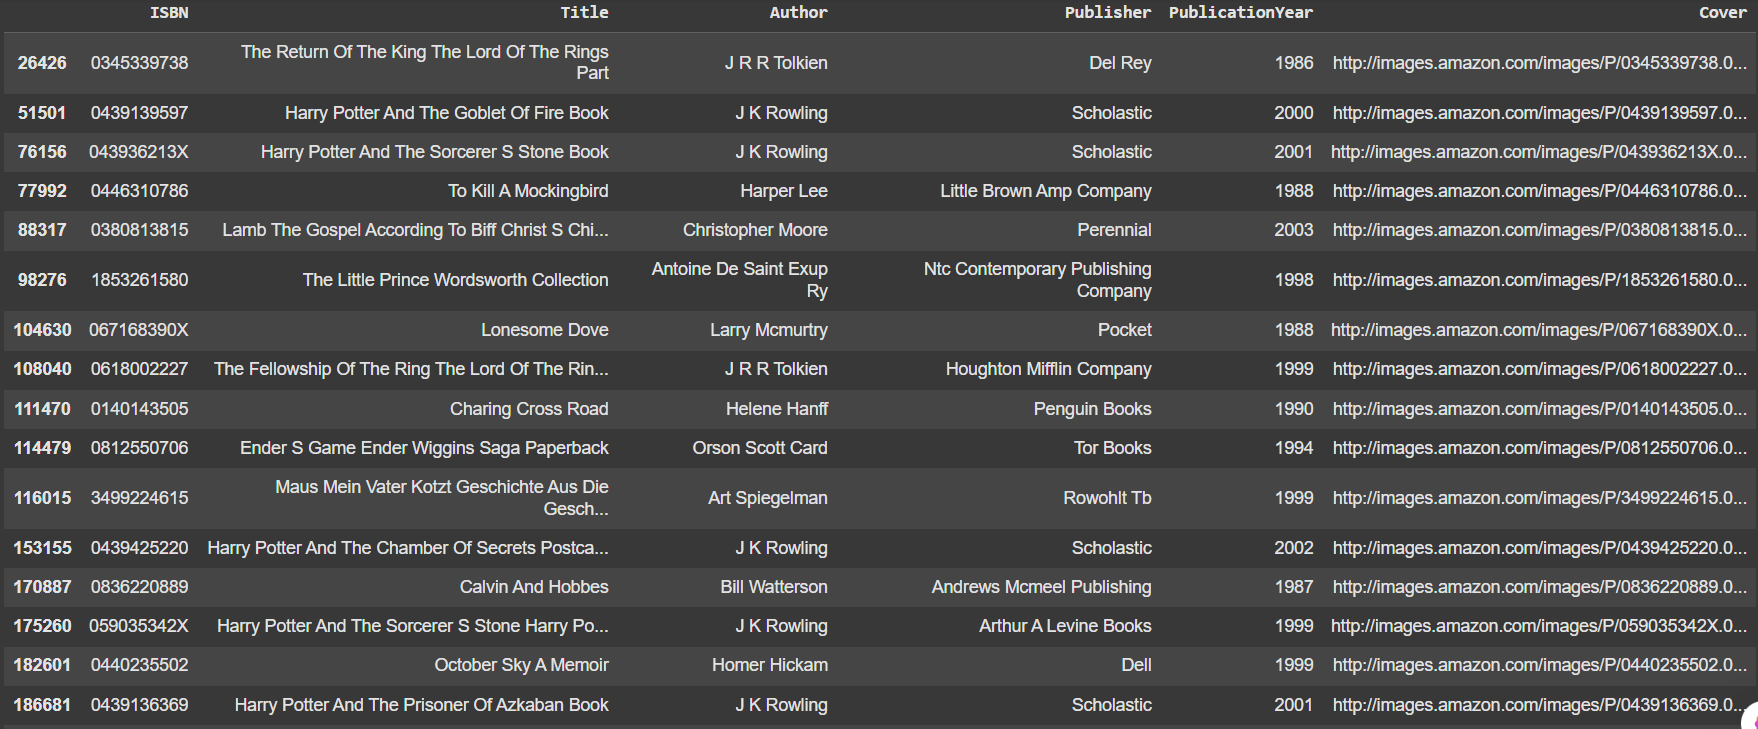 ISBN Title Author Publisher PublicationYear Cover
26426 0345339738 The Return Of The King The Lord Of The Rings Part J R R Tolkien Del Rey 1986 http://images.amazon.com/images/P/0345339738.0...
51501 0439139597 Harry Potter And The Goblet Of Fire Book J K Rowling Scholastic 2000 http://images.amazon.com/images/P/0439139597.0...
76156 043936213X Harry Potter And The Sorcerer S Stone Book J K Rowling Scholastic 2001 http://images.amazon.com/images/P/043936213X.0...
77992 0446310786 To Kill A Mockingbird Harper Lee Little Brown Amp Company 1988 http://images.amazon.com/images/P/0446310786.0...
88317 0380813815 Lamb The Gospel According To Biff Christ S Chi... Christopher Moore Perennial 2003 http://images.amazon.com/images/P/0380813815.0...
98276 1853261580 The Little Prince Wordsworth Collection Antoine De Saint Exup Ry Ntc Contemporary Publishing Company 1998 http://images.amazon.com/images/P/1853261580.0...
104630 067168390X Lonesome Dove Larry Mcmurtry Pocket 1988 http://images.amazon.com/images/P/067168390X.0...
108040 0618002227 The Fellowship Of The Ring The Lord Of The Rin... J R R Tolkien Houghton Mifflin Company 1999 http://images.amazon.com/images/P/0618002227.0...
111470 0140143505 Charing Cross Road Helene Hanff Penguin Books 1990 http://images.amazon.com/images/P/0140143505.0...
114479 0812550706 Ender S Game Ender Wiggins Saga Paperback Orson Scott Card Tor Books 1994 http://images.amazon.com/images/P/0812550706.0...
116015 3499224615 Maus Mein Vater Kotzt Geschichte Aus Die Gesch... Art Spiegelman Rowohlt Tb 1999 http://images.amazon.com/images/P/3499224615.0...
153155 0439425220 Harry Potter And The Chamber Of Secrets Postca... J K Rowling Scholastic 2002 http://images.amazon.com/images/P/0439425220.0...
170887 0836220889 Calvin And Hobbes Bill Watterson Andrews Mcmeel Publishing 1987 http://images.amazon.com/images/P/0836220889.0...
175260 059035342X Harry Potter And The Sorcerer S Stone Harry Po... J K Rowling Arthur A Levine Books 1999 http://images.amazon.com/images/P/059035342X.0...
182601 0440235502 October Sky A Memoir Homer Hickam Dell 1999 http://images.amazon.com/images/P/0440235502.0...
186681 0439136369 Harry Potter And The Prisoner Of Azkaban Book J K Rowling Scholastic 2001 http://images.amazon.com/images/P/0439136369.0...